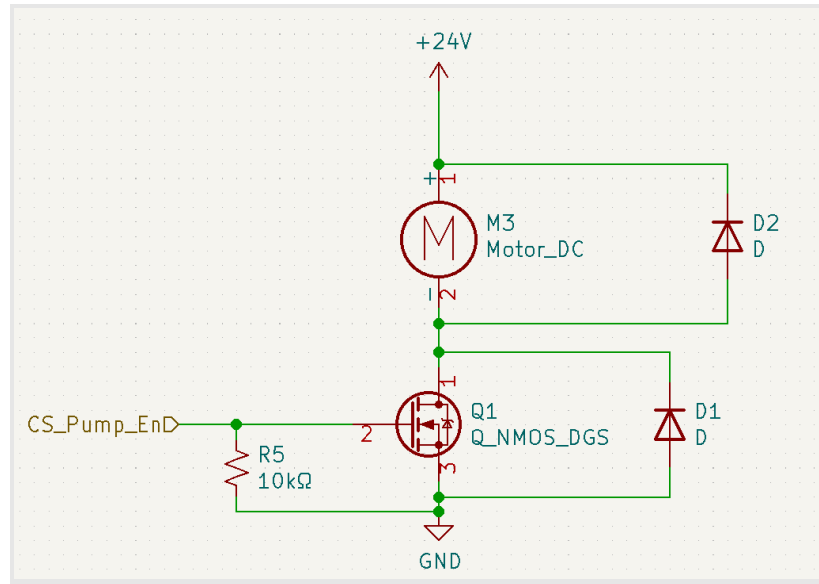 +24V
+
1
M
M3
Motor_DC
D2
D
-
2
1
CS_Pump_En
2
Q1
Q_NMOS_DGS
D1
D
R5
10kΩ
3
GND